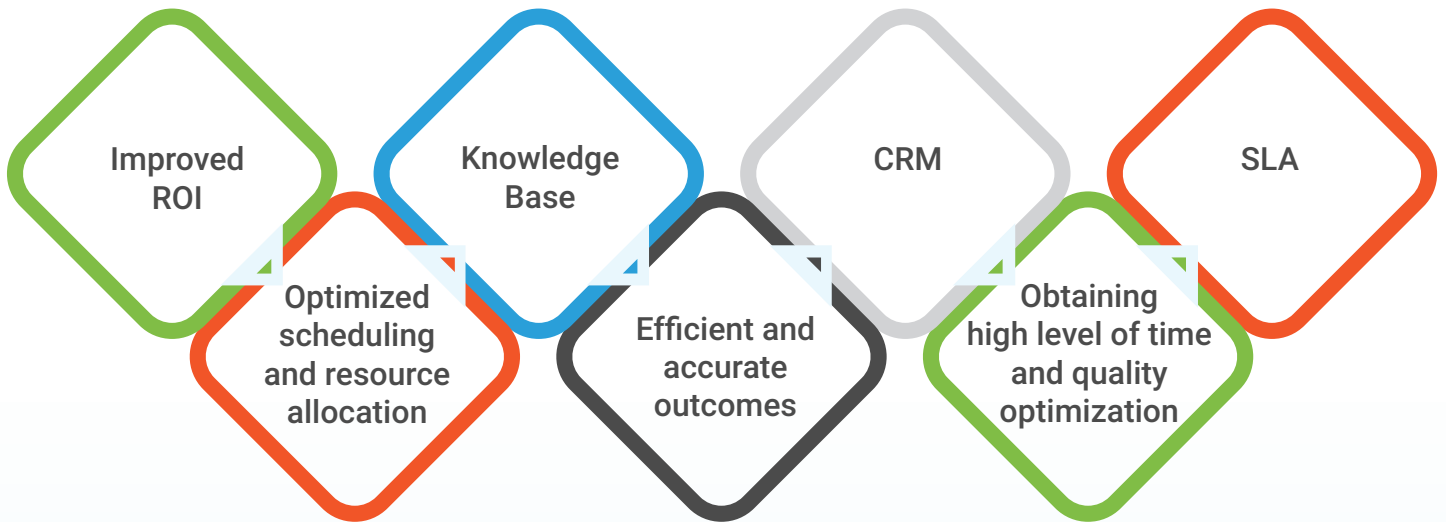 Improved
ROI
Optimized
scheduling
and resource
allocation
Knowledge
Base
Efficient and
accurate
outcomes
CRM
Obtaining
high level of time
and quality
optimization
SLA